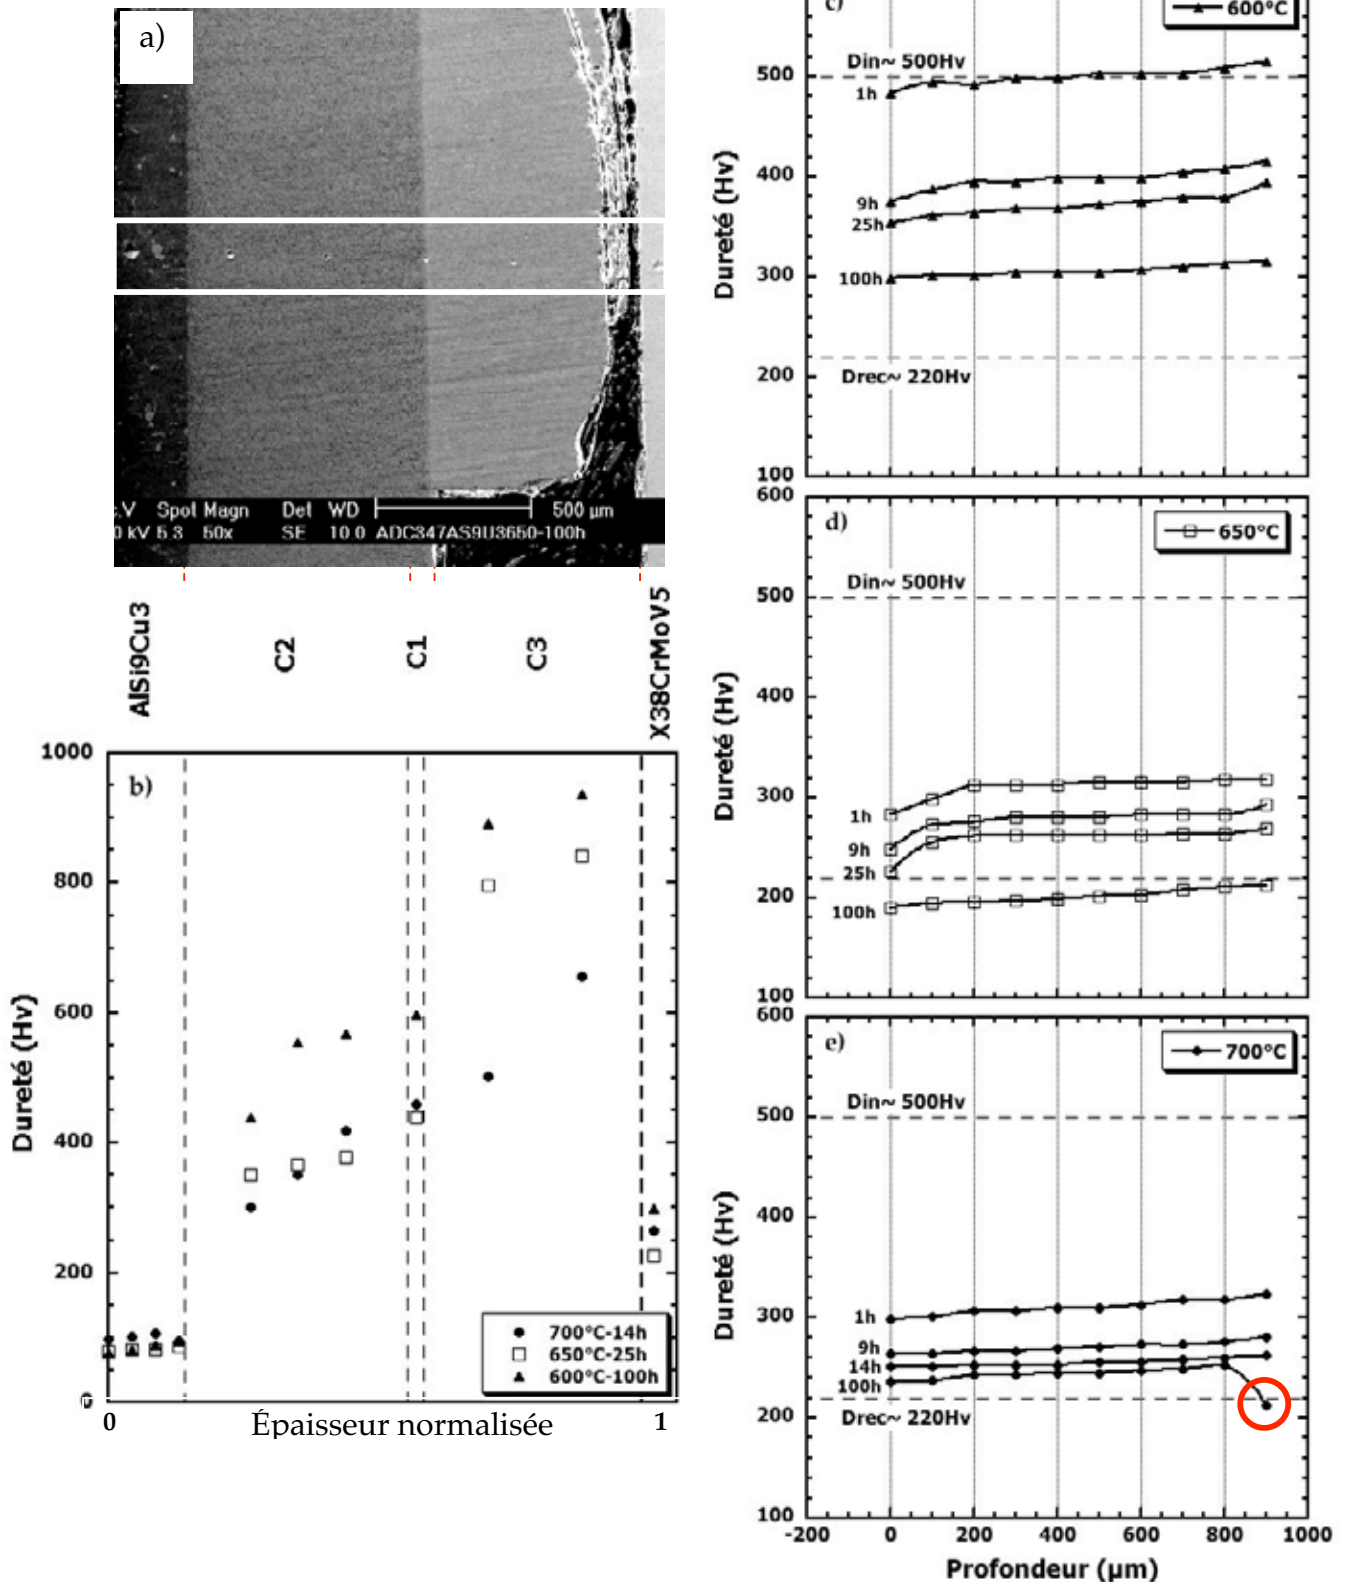 a)
c.V Spot Magn Det WD 500 µm
0 kV 5.3 50x SE 10.0 ADC347AS9U3650-100h
AlSi9Cu3
C2
C1
C3
X38CrMoV5
b)
Dureté (Hv)
1000
800
600
400
200
0
700°C-14h
650°C-25h
600°C-100h
0 1
Épaisseur normalisée
c)
600°C
Din~ 500Hv
1h
9h
25h
100h
Drec~ 220Hv
Dureté (Hv)
500
400
300
200
100
d)
650°C
Din~ 500Hv
1h
9h
25h
100h
Dureté (Hv)
600
500
400
300
200
100
e)
700°C
Din~ 500Hv
1h
9h
14h
100h
Drec~ 220Hv
Dureté (Hv)
600
500
400
300
200
100
-200 0 200 400 600 800 1000
Profondeur (µm)